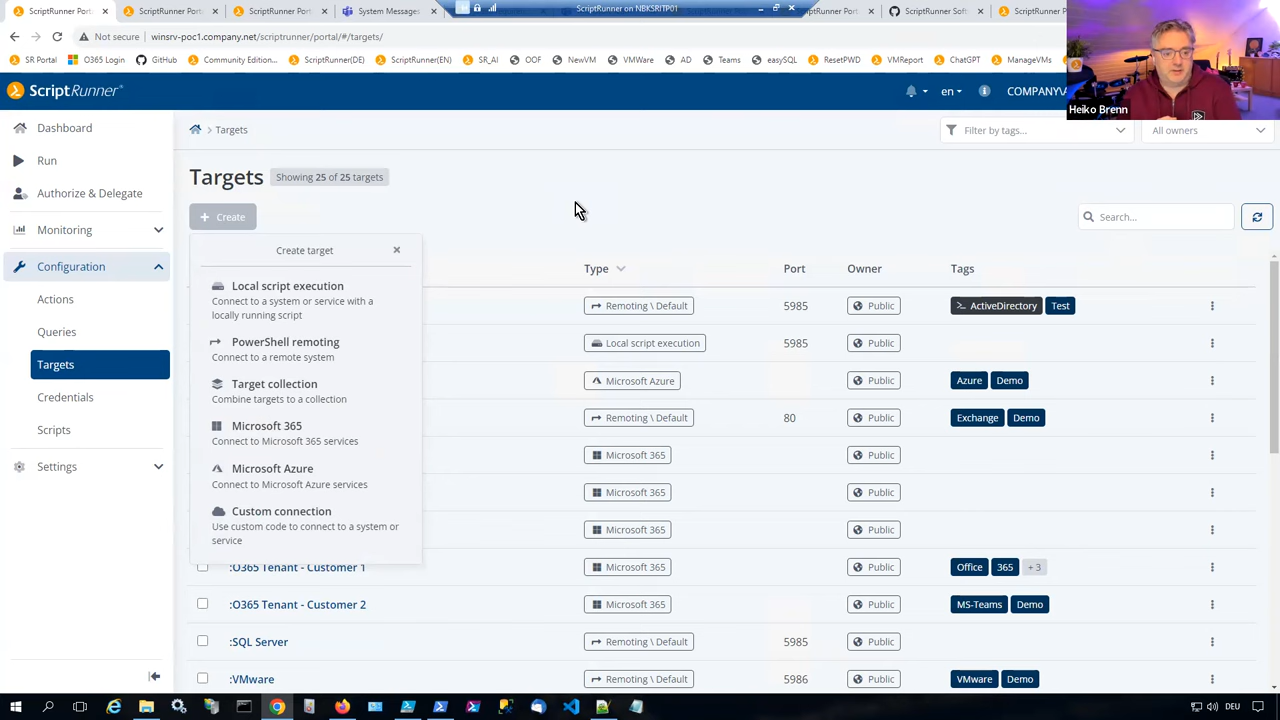 ScriptRunner Porta
ScriptRunner Port
ScriptRunner Port
System Messages
ScriptRunner on NBKSRITP01
ScriptRunner Port
ScriptRunner Soft
ScriptRunner P
Not secure
winsrv-poc1.company.net/scriptrunner/portal/#/targets/
SR Portal
O365 Login
GitHub
Community Edition...
ScriptRunner(DE)
ScriptRunner(EN)
SR_AI
OOF
NewVM
VMWare
AD
Teams
easySQL
ResetPWD
VMReport
ChatGPT
ManageVMs
Heiko Brenn
ScriptRunner®
en
COMPANY\
Dashboard
Run
Authorize & Delegate
Monitoring
Configuration
Actions
Queries
Targets
Credentials
Scripts
Settings
Targets
Filter by tags...
All owners
Targets
Showing 25 of 25 targets
+ Create
Search...
Create target
Local script execution
Connect to a system or service with a
locally running script
PowerShell remoting
Connect to a remote system
Target collection
Combine targets to a collection
Microsoft 365
Connect to Microsoft 365 services
Microsoft Azure
Connect to Microsoft Azure services
Custom connection
Use custom code to connect to a system or
service
Type
Port
Owner
Tags
Remoting \ Default
5985
Public
ActiveDirectory
Test
Local script execution
5985
Public
Microsoft Azure
Public
Azure
Demo
Remoting \ Default
80
Public
Exchange
Demo
Microsoft 365
Public
Microsoft 365
Public
Microsoft 365
Public
:O365 Tenant - Customer 1
Microsoft 365
Public
Office
365
+ 3
:O365 Tenant - Customer 2
Microsoft 365
Public
MS-Teams
Demo
:SQL Server
Remoting \ Default
5985
Public
:VMware
Remoting \ Default
5986
Public
VMware
Demo
DEU